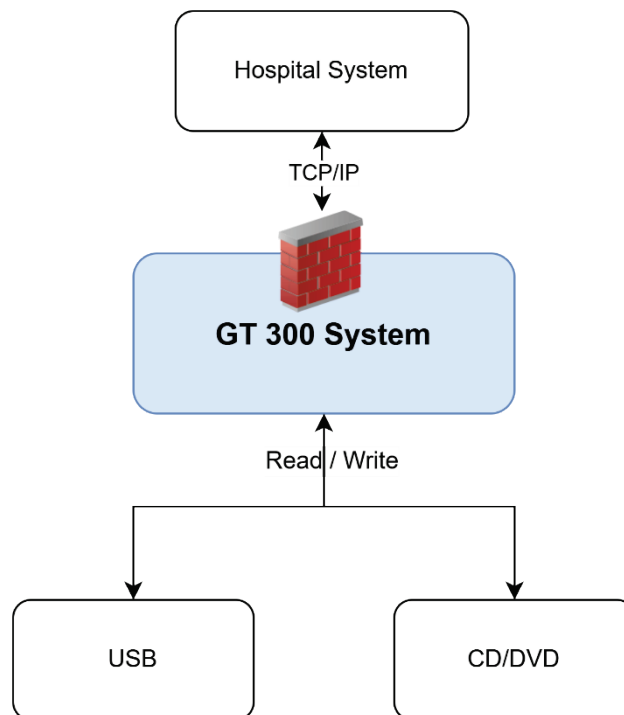 Hospital System
TCP/IP
GT 300 System
Read / Write
USB
CD/DVD